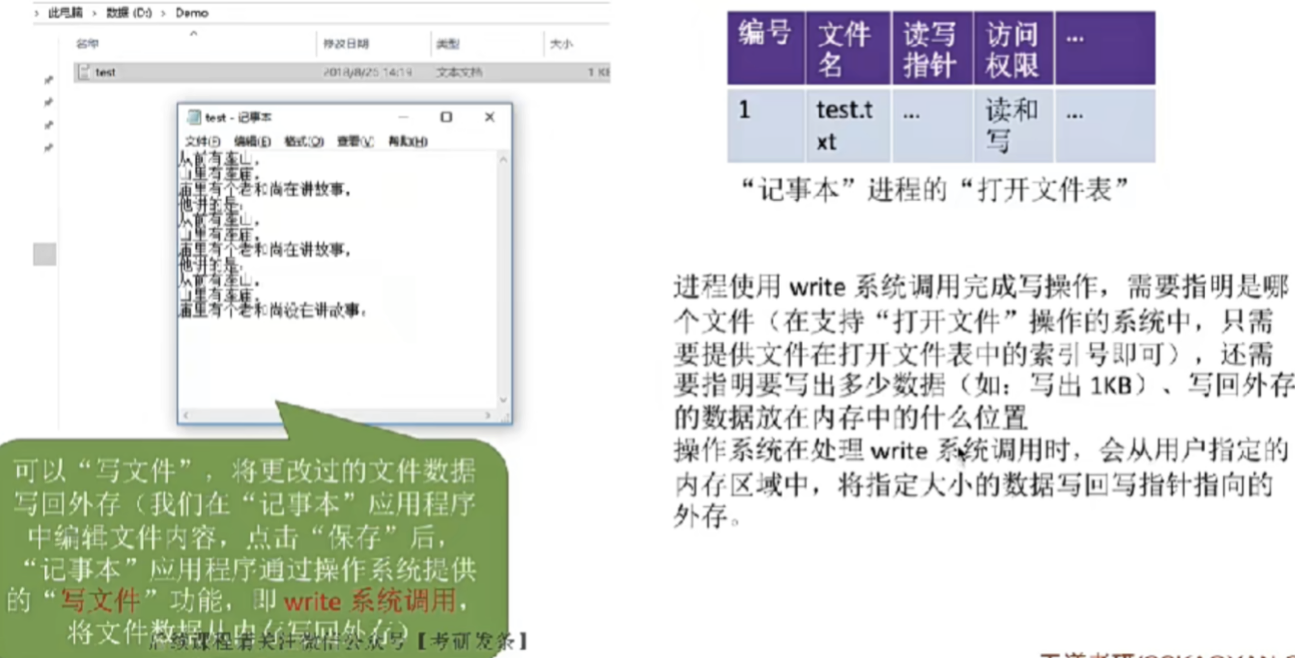 此电脑 > 数据 (D:) > Demo
名称 修改日期 类型 大小
test 2018/8/25 14:19 文本文档 1 KB
test - 记事本
文件(F) 编辑(E) 格式(O) 查看(V) 帮助(H)
从前有座山,
山里有座庙,
庙里有个老和尚在讲故事,
他讲的是:
从前有座山,
山里有座庙,
庙里有个老和尚在讲故事,
他讲的是:
从前有座山,
山里有座庙,
庙里有个老和尚没在讲故事。
可以“写文件”,将更改过的文件数据
写回外存(我们在“记事本”应用程序
中编辑文件内容,点击“保存”后,
“记事本”应用程序通过操作系统提供
的“写文件”功能,即 write 系统调用,
将文件数据从内存写回外存)
后续课程请关注微信公众号【考研发条】
编号 文件名 读写指针 访问权限 ...
1 test.txt ... 读和写 ...
“记事本”进程的“打开文件表”
进程使用 write 系统调用完成写操作,需要指明是哪
个文件(在支持“打开文件”操作的系统中,只需
要提供文件在打开文件表中的索引号即可),还需
要指明要写出多少数据(如:写出 1KB)、写回外存
的数据放在内存中的什么位置
操作系统在处理 write 系统调用时,会从用户指定的
内存区域中,将指定大小的数据写回写指针指向的
外存。